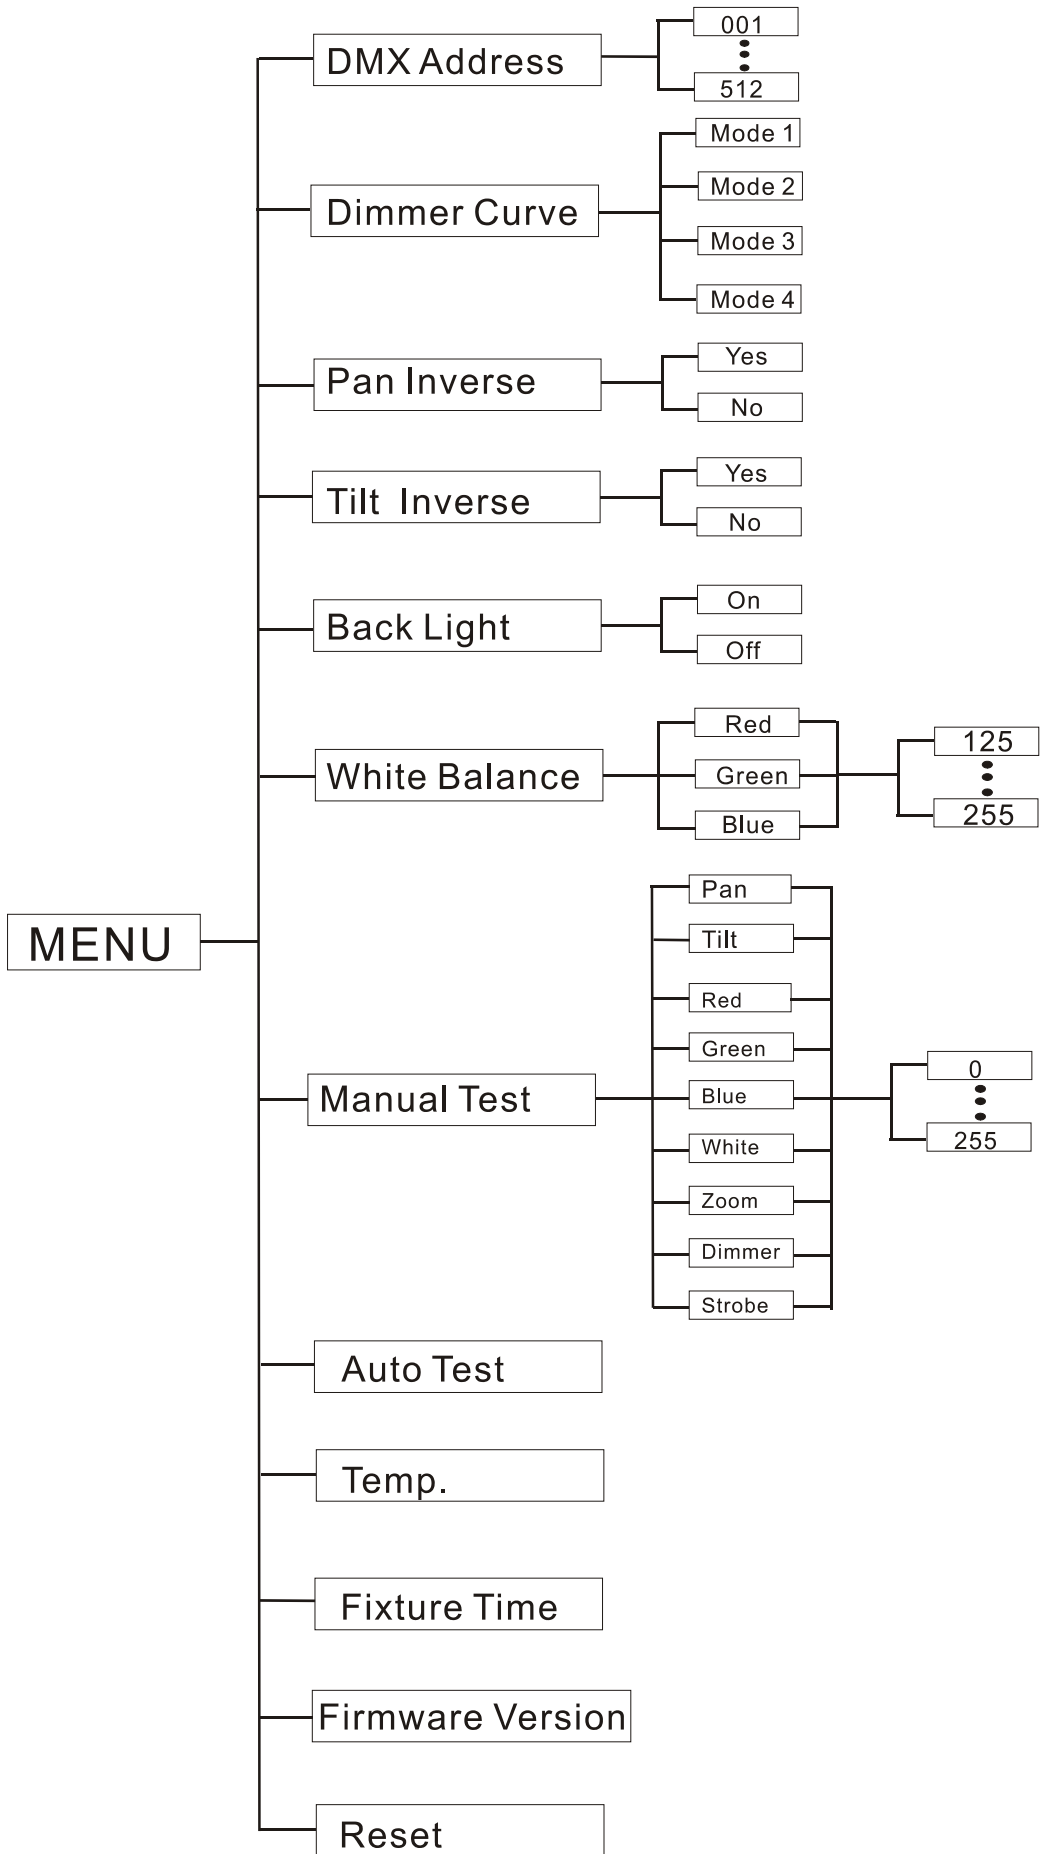 MENU
DMX Address
001
512
Dimmer Curve
Mode 1
Mode 2
Mode 3
Mode 4
Pan Inverse
Yes
No
Tilt Inverse
Yes
No
Back Light
On
Off
White Balance
Red
Green
Blue
125
255
Manual Test
Pan
Tilt
Red
Green
Blue
White
Zoom
Dimmer
Strobe
0
255
Auto Test
Temp.
Fixture Time
Firmware Version
Reset